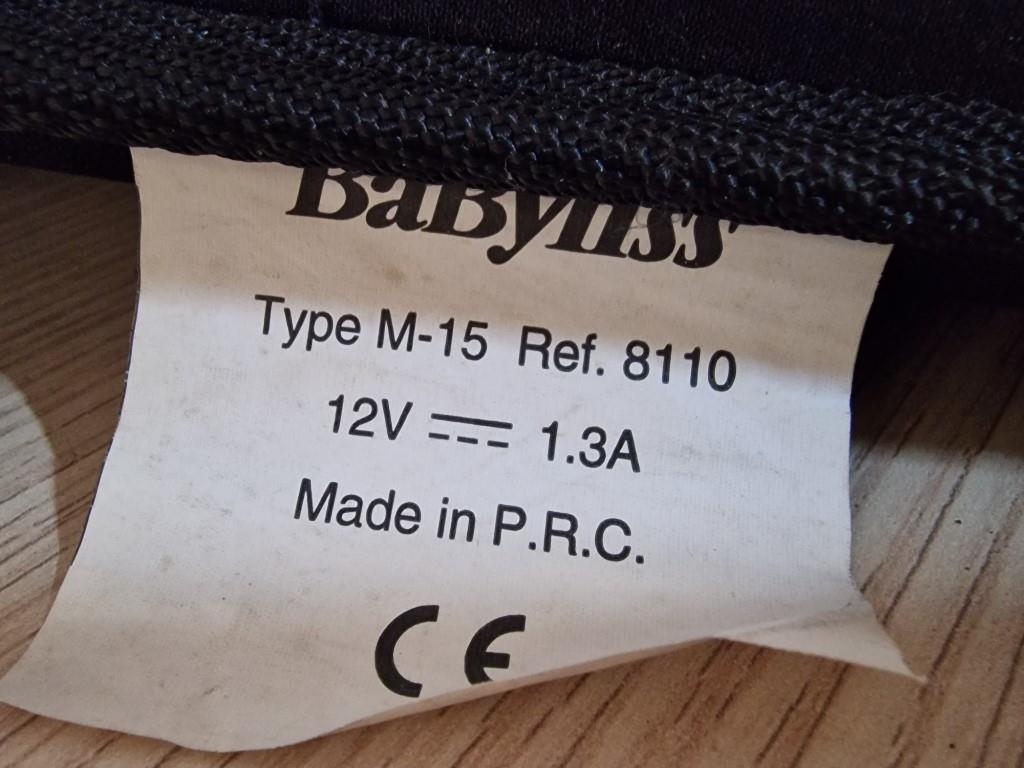 BaByliss
Type M-15 Ref. 8110
12V ⎓ 1.3A
Made in P.R.C.
CE